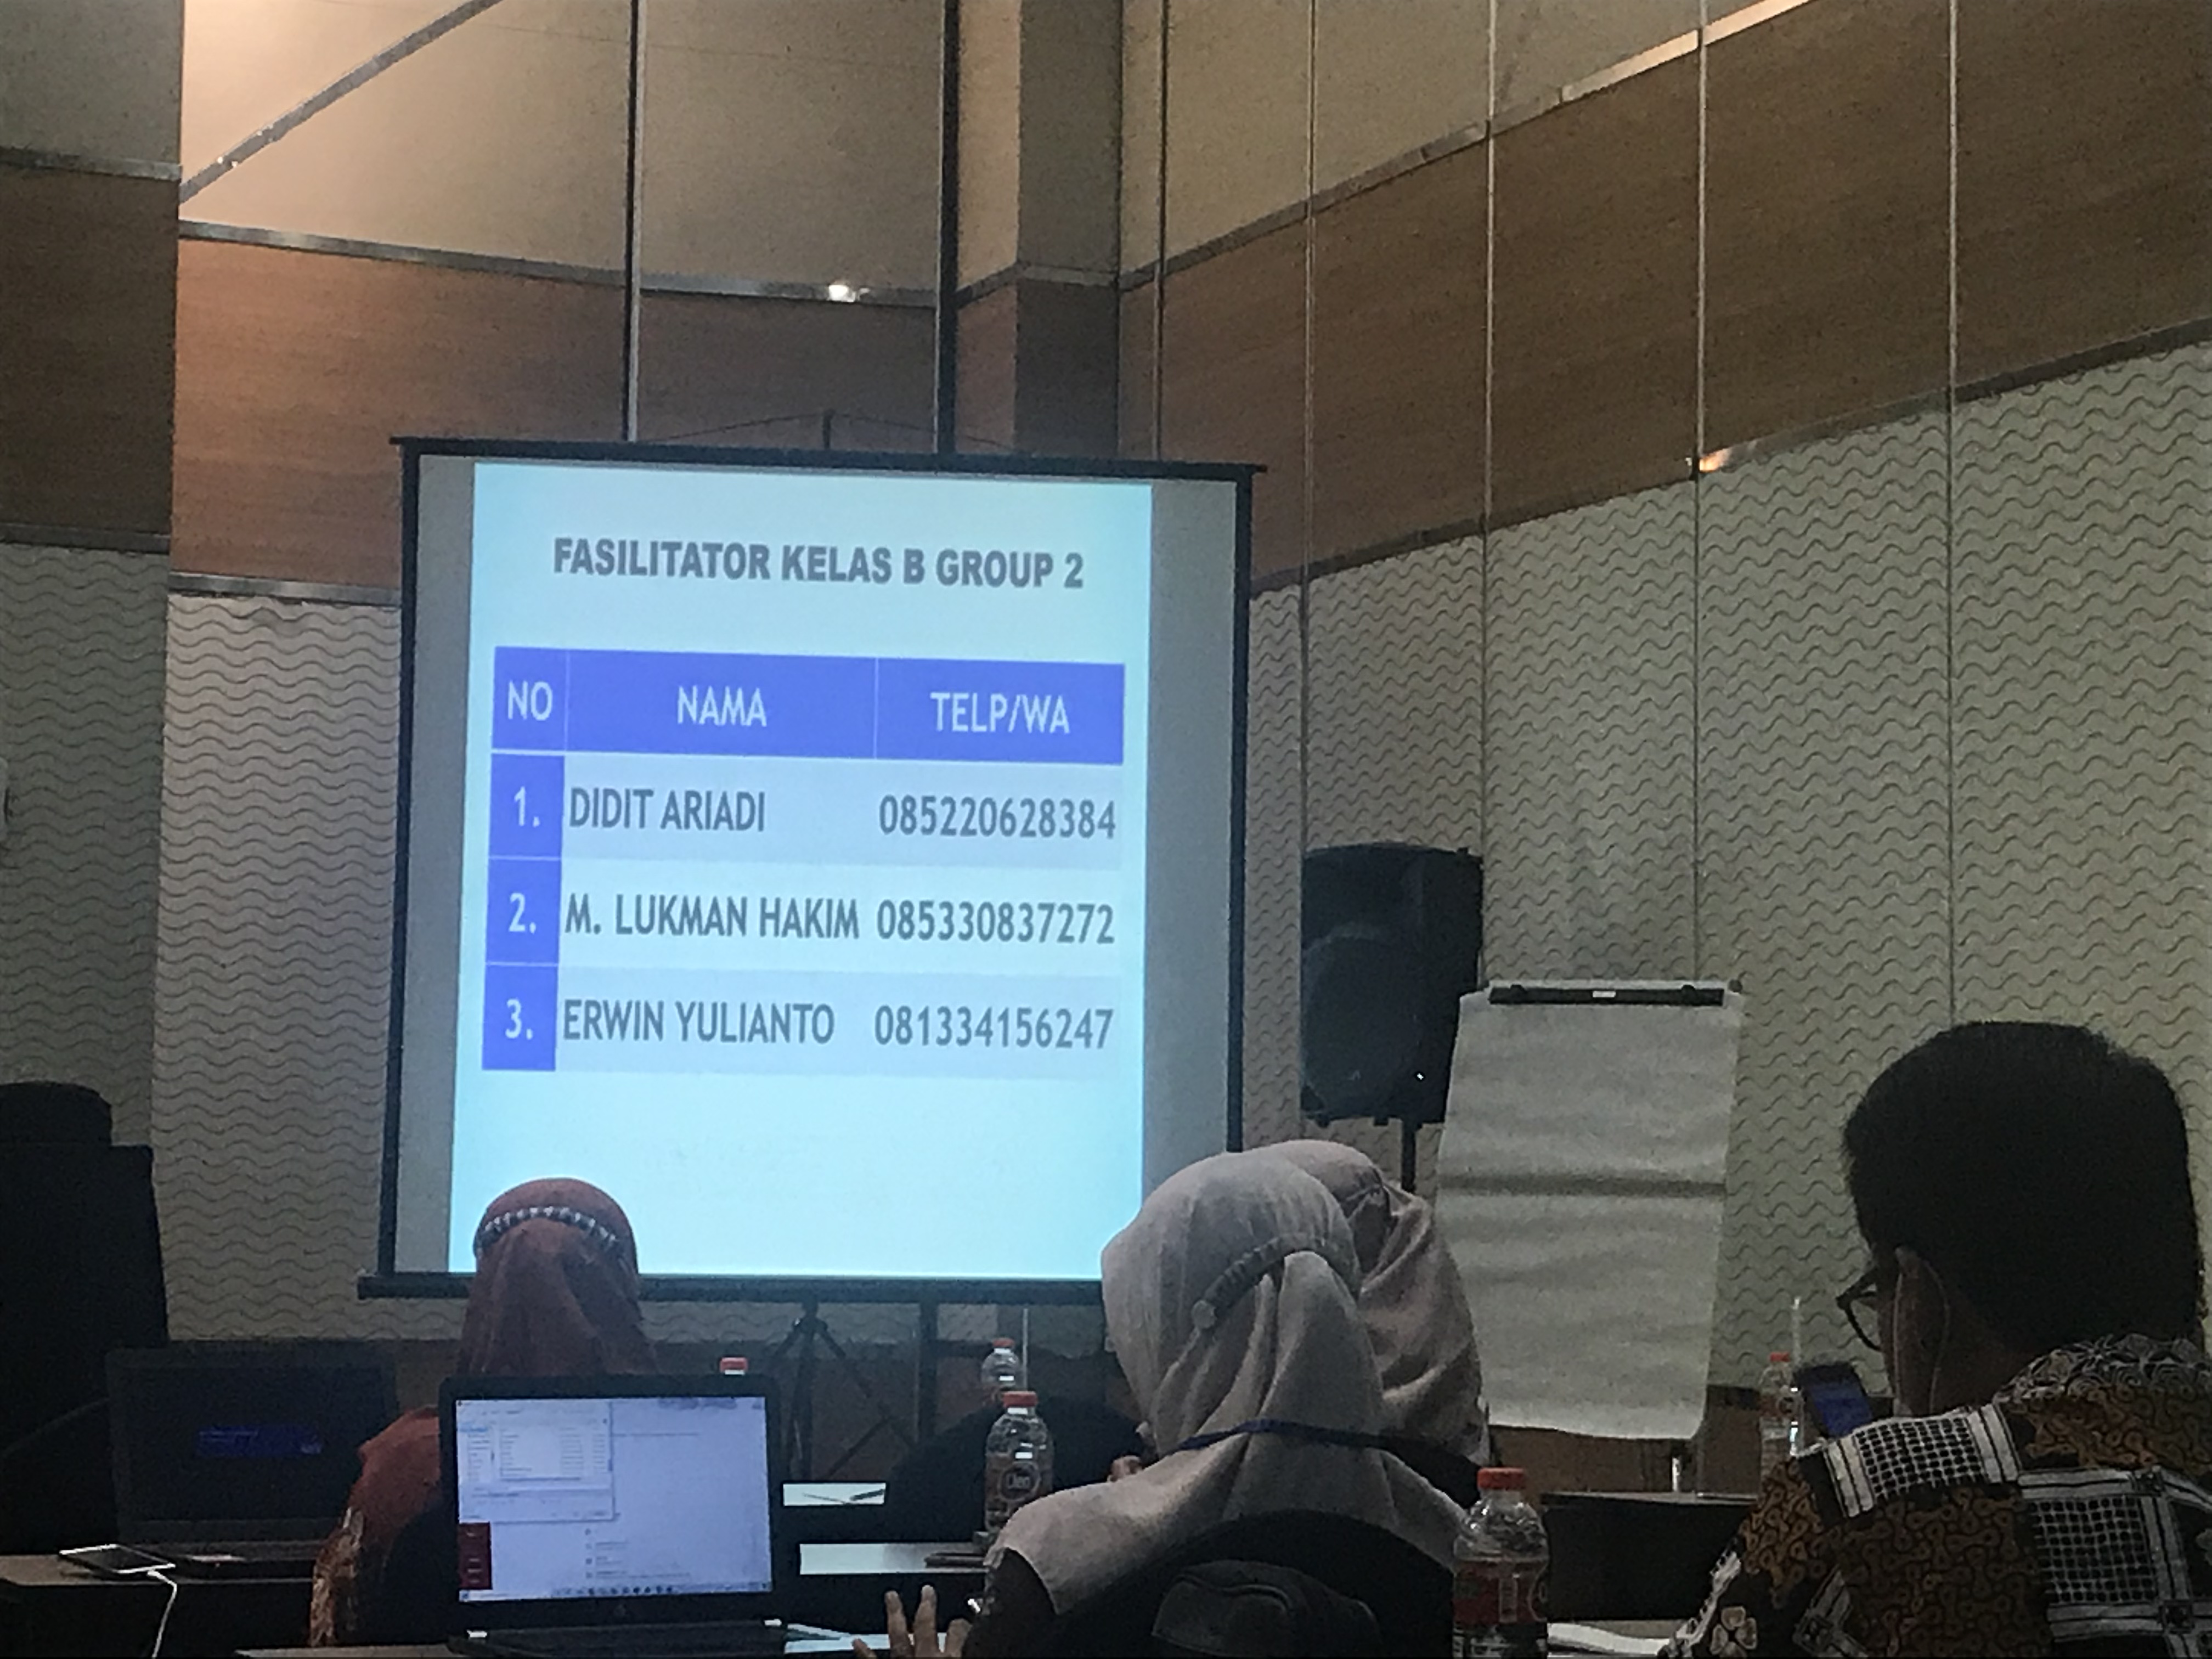 FASILITATOR KELAS B GROUP 2
NO NAMA TELP/WA
1. DIDIT ARIADI 085220628384
2. M. LUKMAN HAKIM 085330837272
3. ERWIN YULIANTO 081334156247